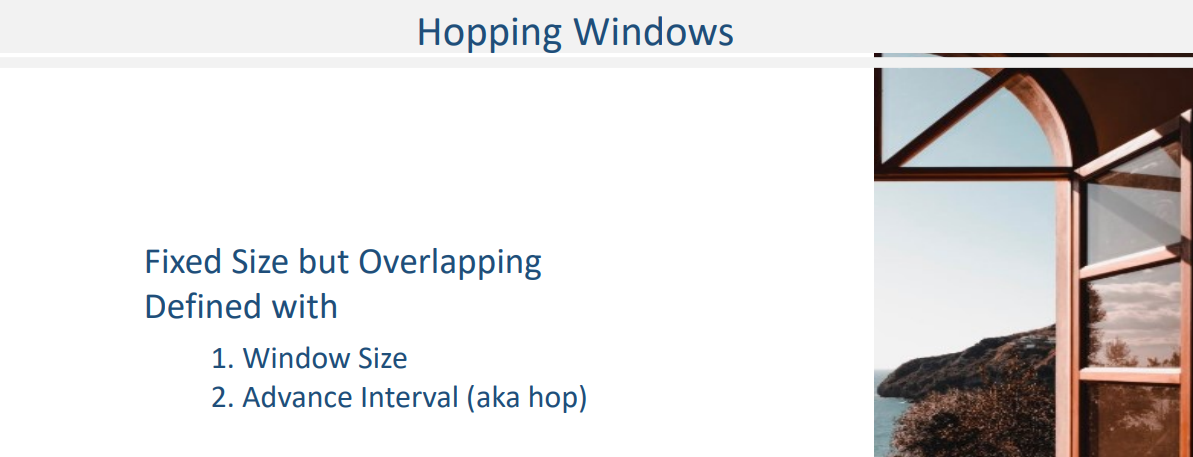 Hopping Windows
Fixed Size but Overlapping
Defined with
1. Window Size
2. Advance Interval (aka hop)